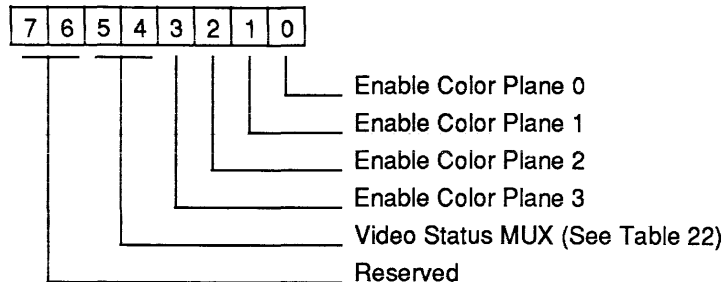 7 6 5 4 3 2 1 0
Enable Color Plane 0
Enable Color Plane 1
Enable Color Plane 2
Enable Color Plane 3
Video Status MUX (See Table 22)
Reserved